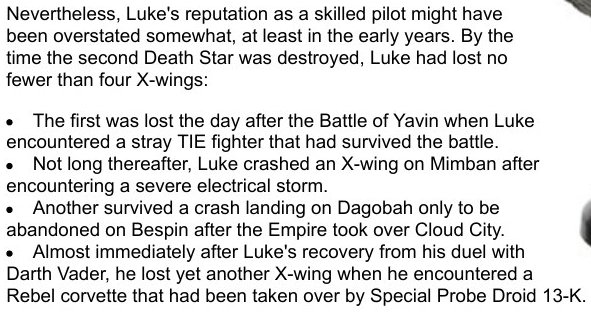 Nevertheless, Luke's reputation as a skilled pilot might have
been overstated somewhat, at least in the early years. By the
time the second Death Star was destroyed, Luke had lost no
fewer than four X-wings:
• The first was lost the day after the Battle of Yavin when Luke
encountered a stray TIE fighter that had survived the battle.
• Not long thereafter, Luke crashed an X-wing on Mimban after
encountering a severe electrical storm.
• Another survived a crash landing on Dagobah only to be
abandoned on Bespin after the Empire took over Cloud City.
• Almost immediately after Luke's recovery from his duel with
Darth Vader, he lost yet another X-wing when he encountered a
Rebel corvette that had been taken over by Special Probe Droid 13-K.